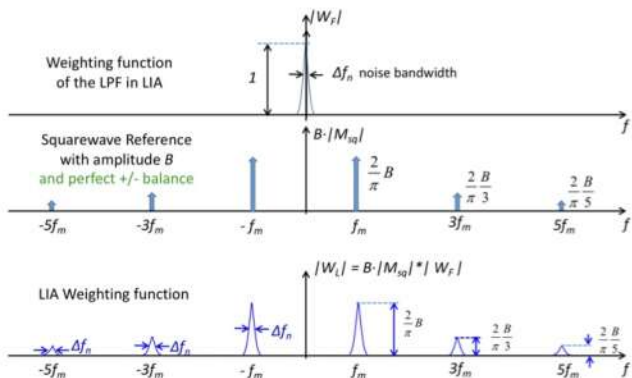 |W_F|
Weighting function
of the LPF in LIA
1
Δf_n noise bandwidth
f
Squarewave Reference
with amplitude B
and perfect +/- balance
B·|M_sq|
2/π B
2/π B/3
2/π B/5
-5f_m -3f_m -f_m f_m 3f_m 5f_m f
|W_L| = B·|M_sq|*| W_F|
LIA Weighting function
Δf_n Δf_n Δf_n
2/π B
2/π B/3
2/π B/5
-5f_m -3f_m -f_m f_m 3f_m 5f_m f